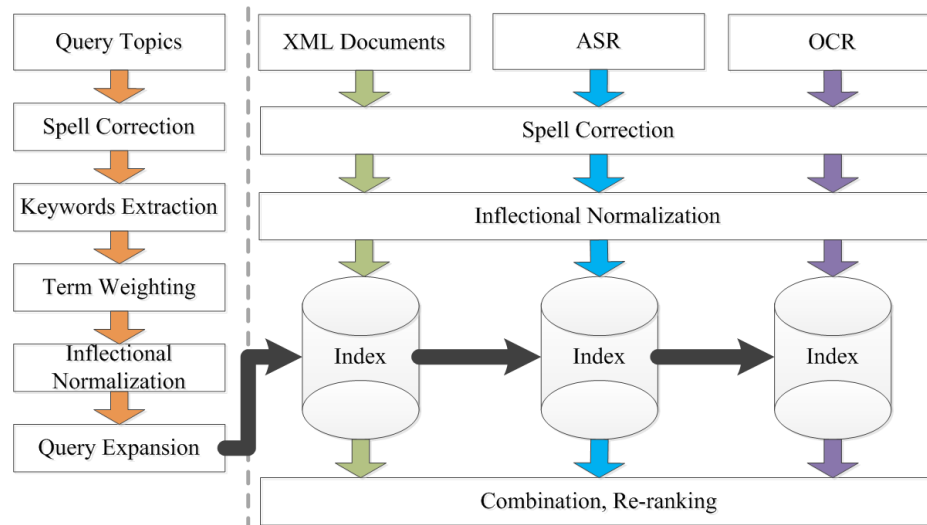 Query Topics
Spell Correction
Keywords Extraction
Term Weighting
Inflectional
Normalization
Query Expansion
XML Documents
ASR
OCR
Spell Correction
Inflectional Normalization
Index
Index
Index
Combination, Re-ranking